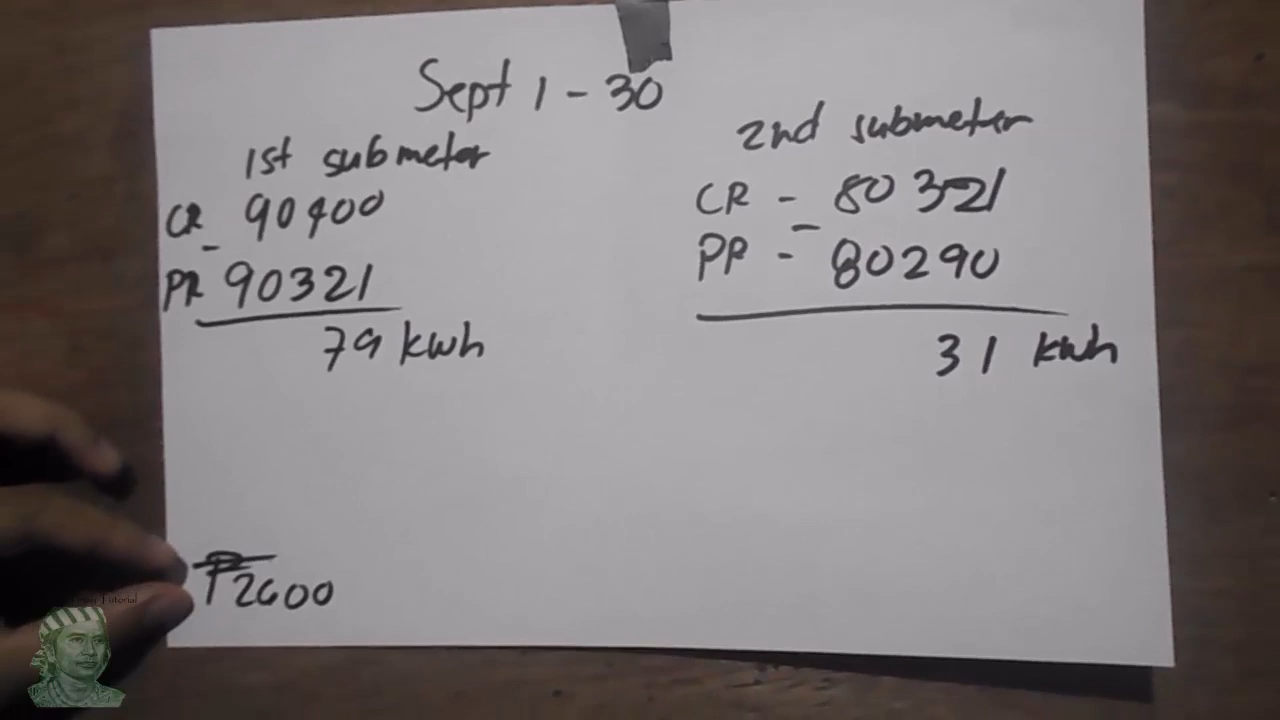 Sept 1 - 30
1st submeter
CR 90400
-
PR 90321
79 kwh
2nd submeter
CR - 80321
-
PR - 80290
31 kwh
₱2600
Tutorial